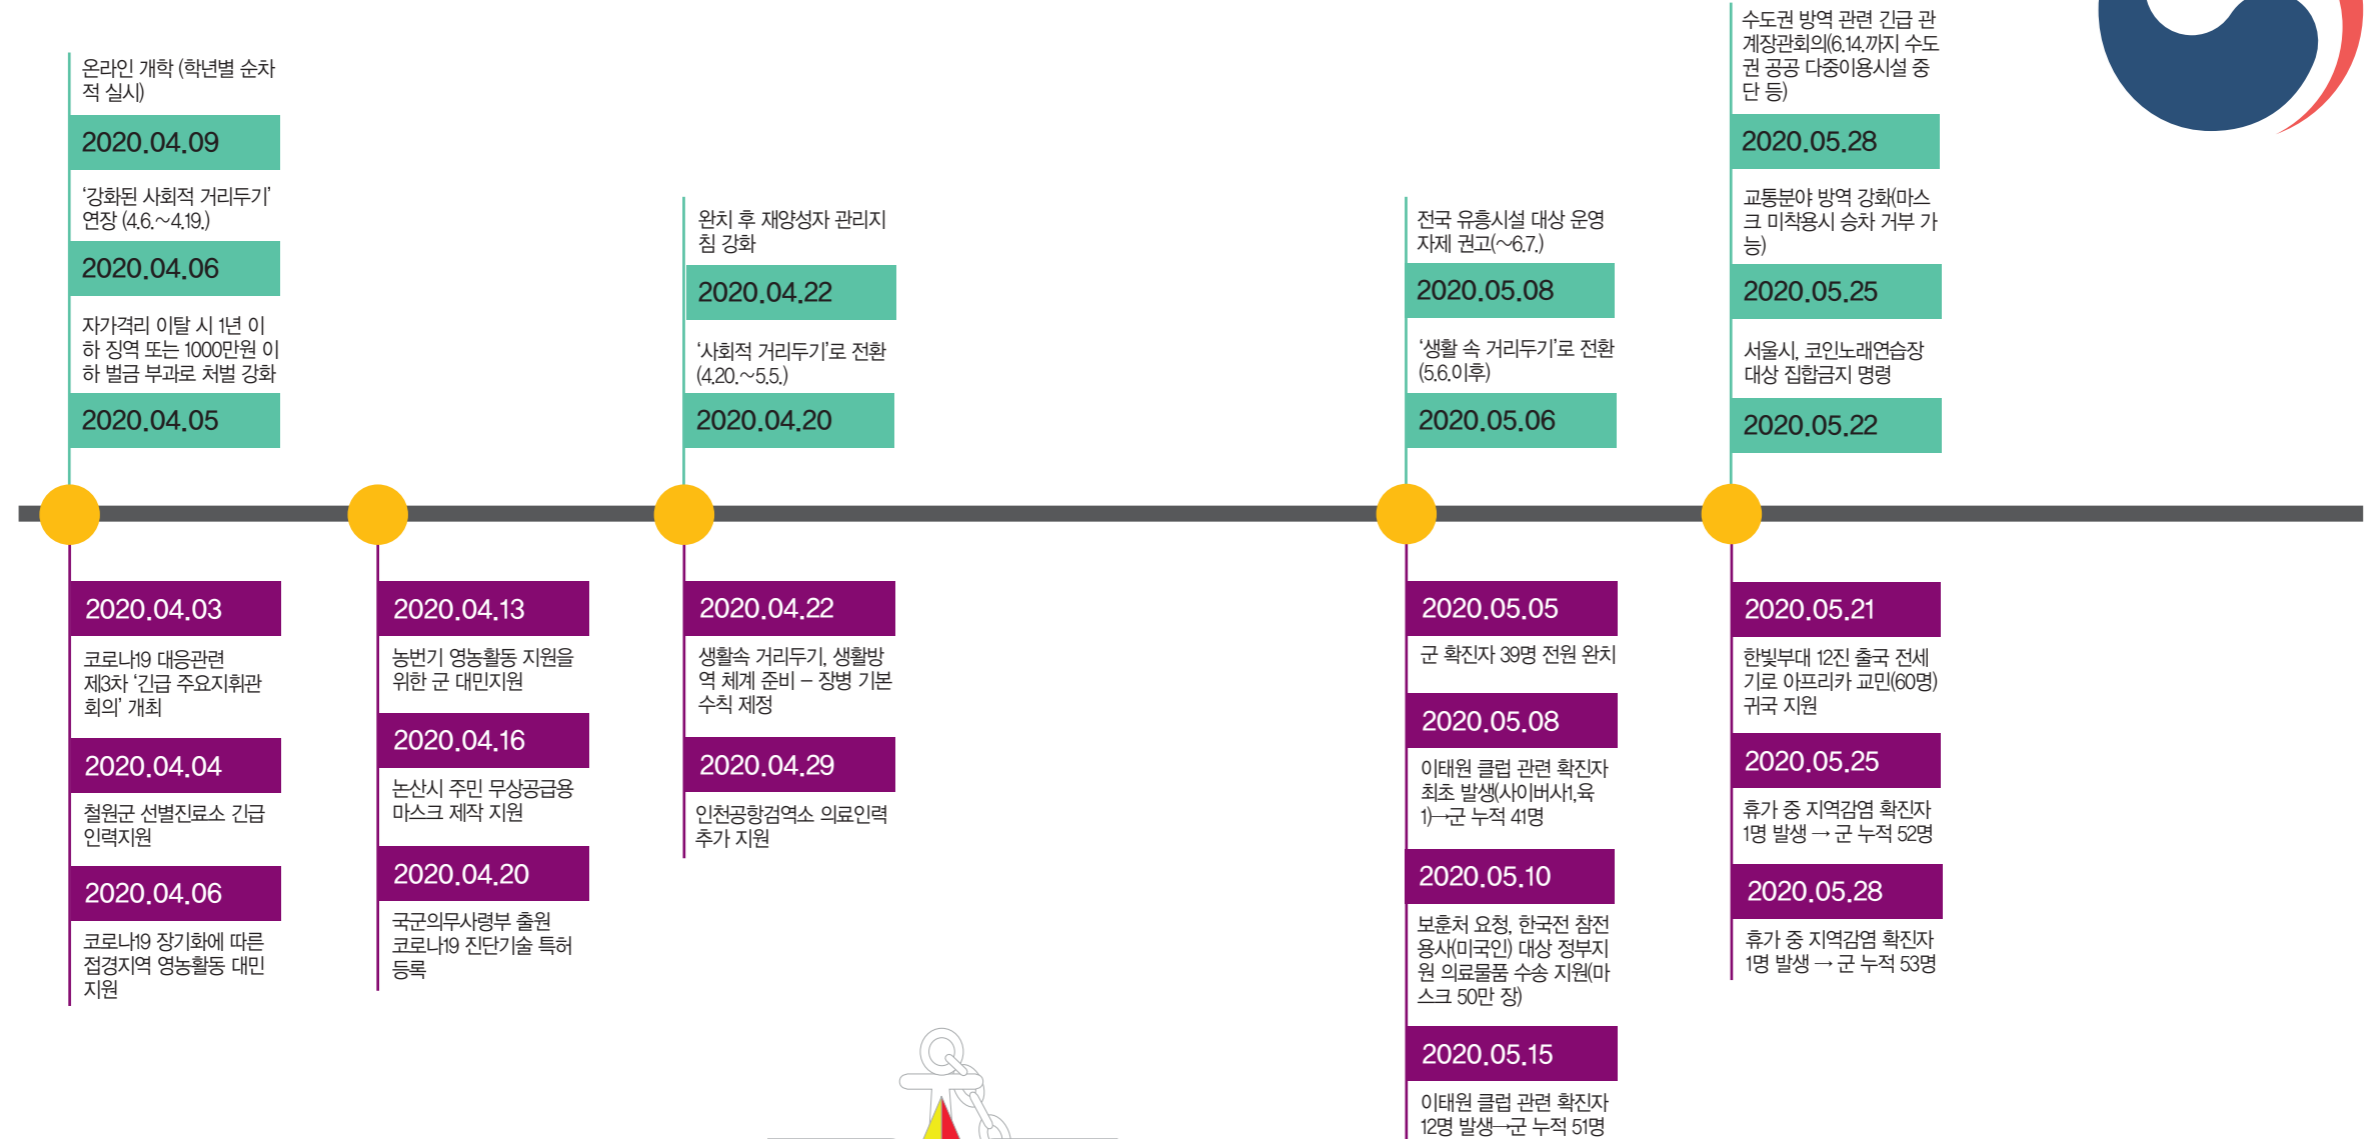 온라인 개학 (학년별 순차
적 실시)
2020.04.09
‘강화된 사회적 거리두기’
연장 (4.6.~4.19.)
2020.04.06
자가격리 이탈 시 1년 이
하 징역 또는 1000만원 이
하 벌금 부과로 처벌 강화
2020.04.05
완치 후 재양성자 관리지
침 강화
2020.04.22
‘사회적 거리두기’로 전환
(4.20.~5.5.)
2020.04.20
전국 유흥시설 대상 운영
자제 권고(~6.7.)
2020.05.08
‘생활 속 거리두기’로 전환
(5.6.이후)
2020.05.06
수도권 방역 관련 긴급 관
계장관회의(6.14.까지 수도
권 공공 다중이용시설 중
단 등)
2020.05.28
교통분야 방역 강화(마스
크 미착용시 승차 거부 가
능)
2020.05.25
서울시, 코인노래연습장
대상 집합금지 명령
2020.05.22
2020.04.03
코로나19 대응관련
제3차 ‘긴급 주요지휘관
회의’ 개최
2020.04.04
철원군 선별진료소 긴급
인력지원
2020.04.06
코로나19 장기화에 따른
접경지역 영농활동 대민
지원
2020.04.13
농번기 영농활동 지원을
위한 군 대민지원
2020.04.16
논산시 주민 무상공급용
마스크 제작 지원
2020.04.20
국군의무사령부 출원
코로나19 진단기술 특허
등록
2020.04.22
생활속 거리두기, 생활방
역 체계 준비 – 장병 기본
수칙 제정
2020.04.29
인천공항검역소 의료인력
추가 지원
2020.05.05
군 확진자 39명 전원 완치
2020.05.08
이태원 클럽 관련 확진자
최초 발생(사이버사1,육
1)→군 누적 41명
2020.05.10
보훈처 요청, 한국전 참전
용사(미국인) 대상 정부지
원 의료물품 수송 지원(마
스크 50만 장)
2020.05.15
이태원 클럽 관련 확진자
12명 발생→군 누적 51명
2020.05.21
한빛부대 12진 출국 전세
기로 아프리카 교민(60명)
귀국 지원
2020.05.25
휴가 중 지역감염 확진자
1명 발생 → 군 누적 52명
2020.05.28
휴가 중 지역감염 확진자
1명 발생 → 군 누적 53명